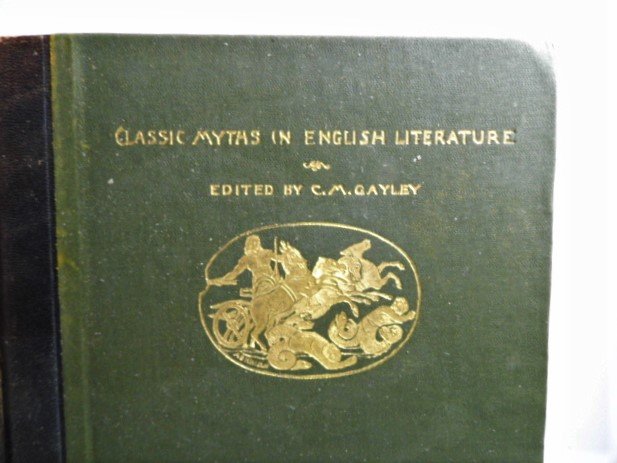 CLASSIC MYTHS IN ENGLISH LITERATURE
EDITED BY C.M. GAYLEY